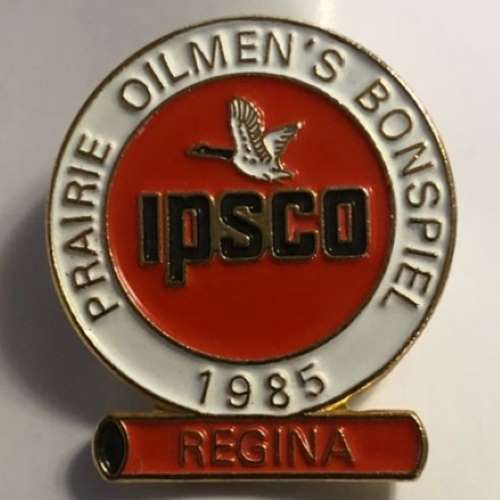 PRAIRIE OILMEN'S BONSPIEL
IPSCO
1985
REGINA